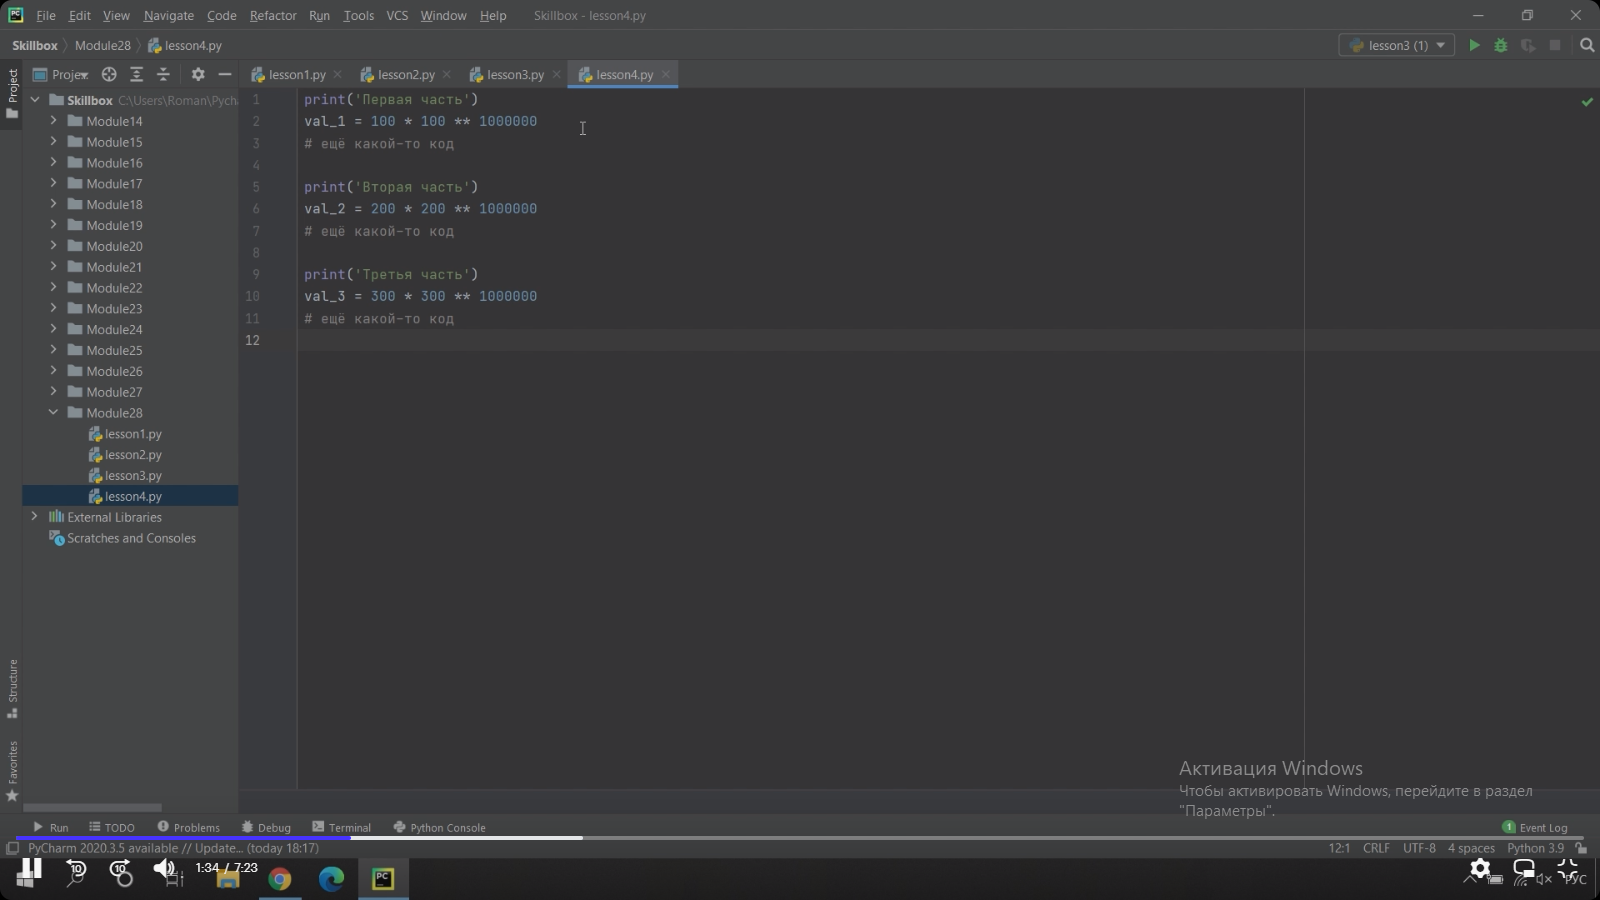 File Edit View Navigate Code Refactor Run Tools VCS Window Help Skillbox - lesson4.py
Skillbox Module28 lesson4.py lesson3 (1)
Project
lesson1.py lesson2.py lesson3.py lesson4.py
Skillbox C:\Users\Roman\Pych
Module14
Module15
Module16
Module17
Module18
Module19
Module20
Module21
Module22
Module23
Module24
Module25
Module26
Module27
Module28
lesson1.py
lesson2.py
lesson3.py
lesson4.py
External Libraries
Scratches and Consoles
1 print('Первая часть')
2 val_1 = 100 * 100 ** 1000000
3 # ещё какой-то код
4
5 print('Вторая часть')
6 val_2 = 200 * 200 ** 1000000
7 # ещё какой-то код
8
9 print('Третья часть')
10 val_3 = 300 * 300 ** 1000000
11 # ещё какой-то код
12
Structure
Favorites
Активация Windows
Чтобы активировать Windows, перейдите в раздел
"Параметры".
Run TODO Problems Debug Terminal Python Console 1 Event Log
PyCharm 2020.3.5 available // Update... (today 18:17) 12:1 CRLF UTF-8 4 spaces Python 3.9
10 10 1:34 / 7:23 РУС